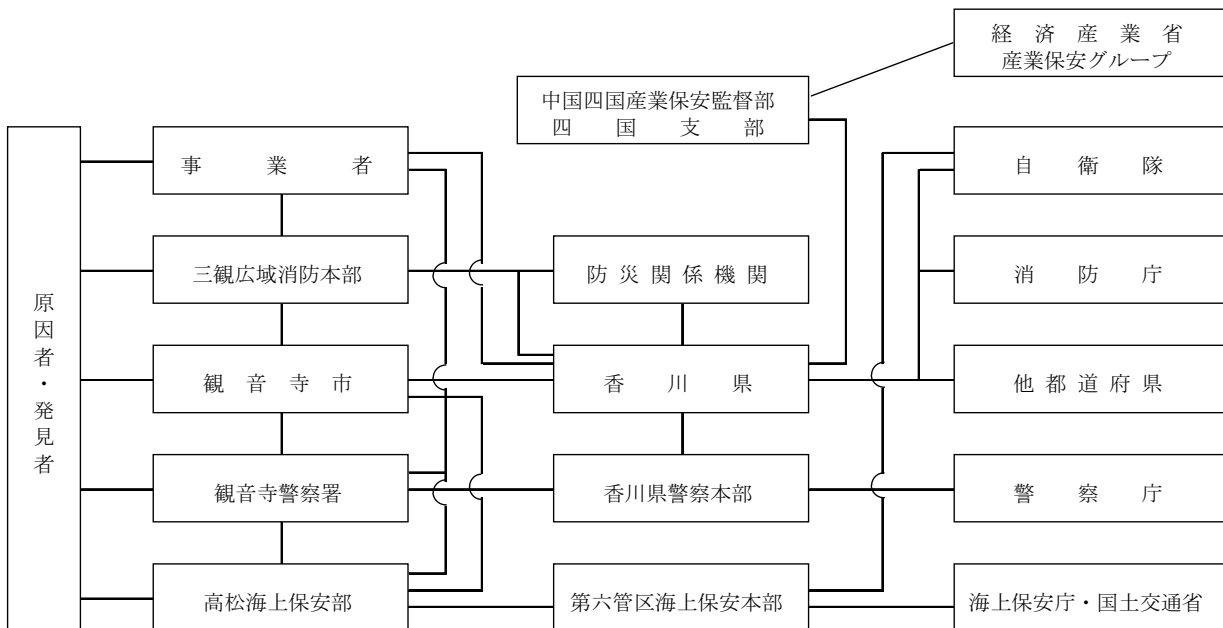 経済産業省
産業保安グループ
中国四国産業保安監督部
四国支部
原因者・発見者
事業者
自衛隊
三観広域消防本部
防災関係機関
消防庁
観音寺市
香川県
他都道府県
観音寺警察署
香川県警察本部
警察庁
高松海上保安部
第六管区海上保安本部
海上保安庁・国土交通省